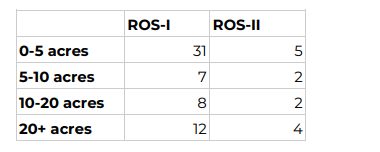 ROS-I ROS-II
0-5 acres 31 5
5-10 acres 7 2
10-20 acres 8 2
20+ acres 12 4